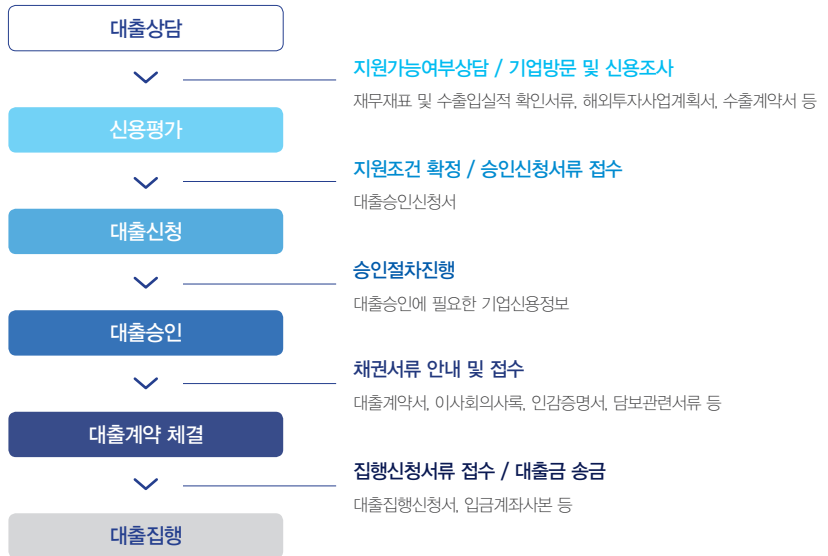 대출상담
지원가능여부상담 / 기업방문 및 신용조사
재무재표 및 수출입실적 확인서류, 해외투자사업계획서, 수출계약서 등
신용평가
지원조건 확정 / 승인신청서류 접수
대출승인신청서
대출신청
승인절차진행
대출승인에 필요한 기업신용정보
대출승인
채권서류 안내 및 접수
대출계약서, 이사회의사록, 인감증명서, 담보관련서류 등
대출계약 체결
집행신청서류 접수 / 대출금 송금
대출집행신청서, 입금계좌사본 등
대출집행